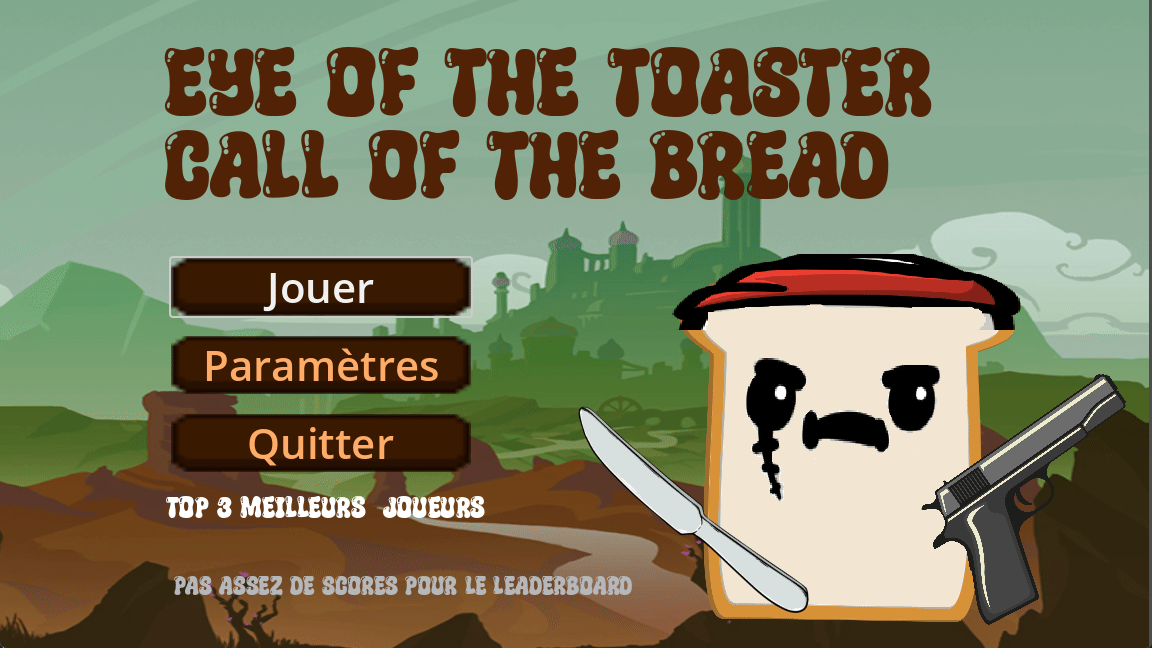 EYE OF THE TOASTER
CALL OF THE BREAD
Jouer
Paramètres
Quitter
TOP 3 MEILLEURS JOUEURS
PAS ASSEZ DE SCORES POUR LE LEADERBOARD